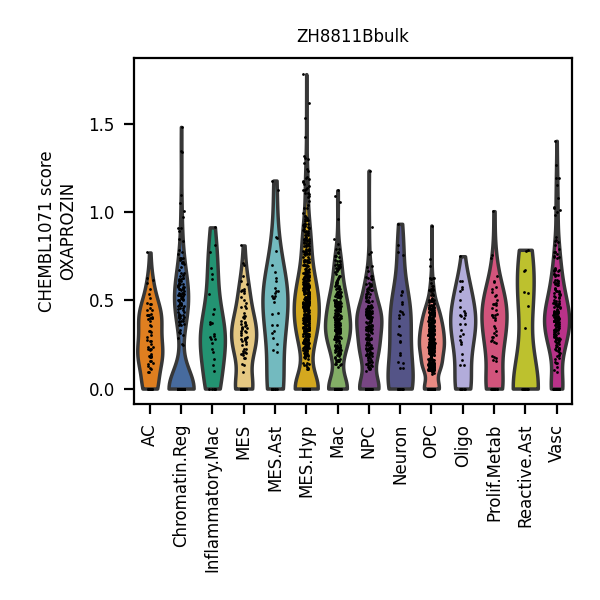 ZH8811Bbulk
CHEMBL1071 score
OXAPROZIN
1.5
1.0
0.5
0.0
AC
Chromatin.Reg
Inflammatory.Mac
MES
MES.Ast
MES.Hyp
Mac
NPC
Neuron
OPC
Oligo
Prolif.Metab
Reactive.Ast
Vasc